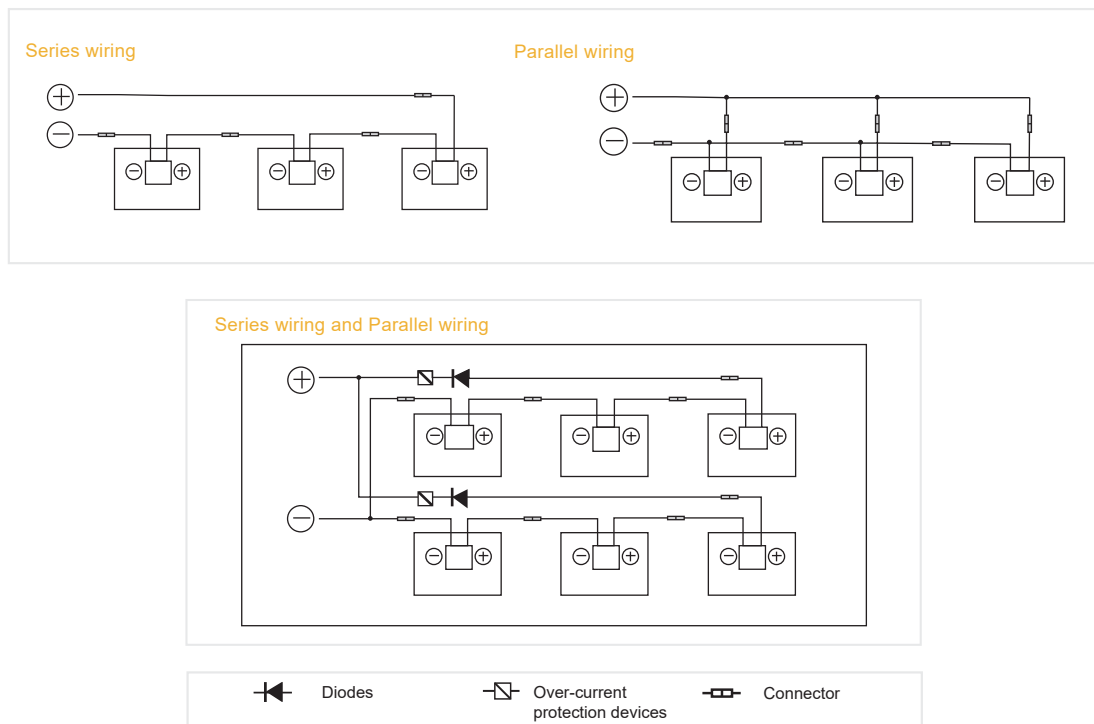 Series wiring
Parallel wiring
+
−
− + − + − +
+
−
− + − + − +
Series wiring and Parallel wiring
+
− + − + − +
−
− + − + − +
Diodes
Over-current
protection devices
Connector